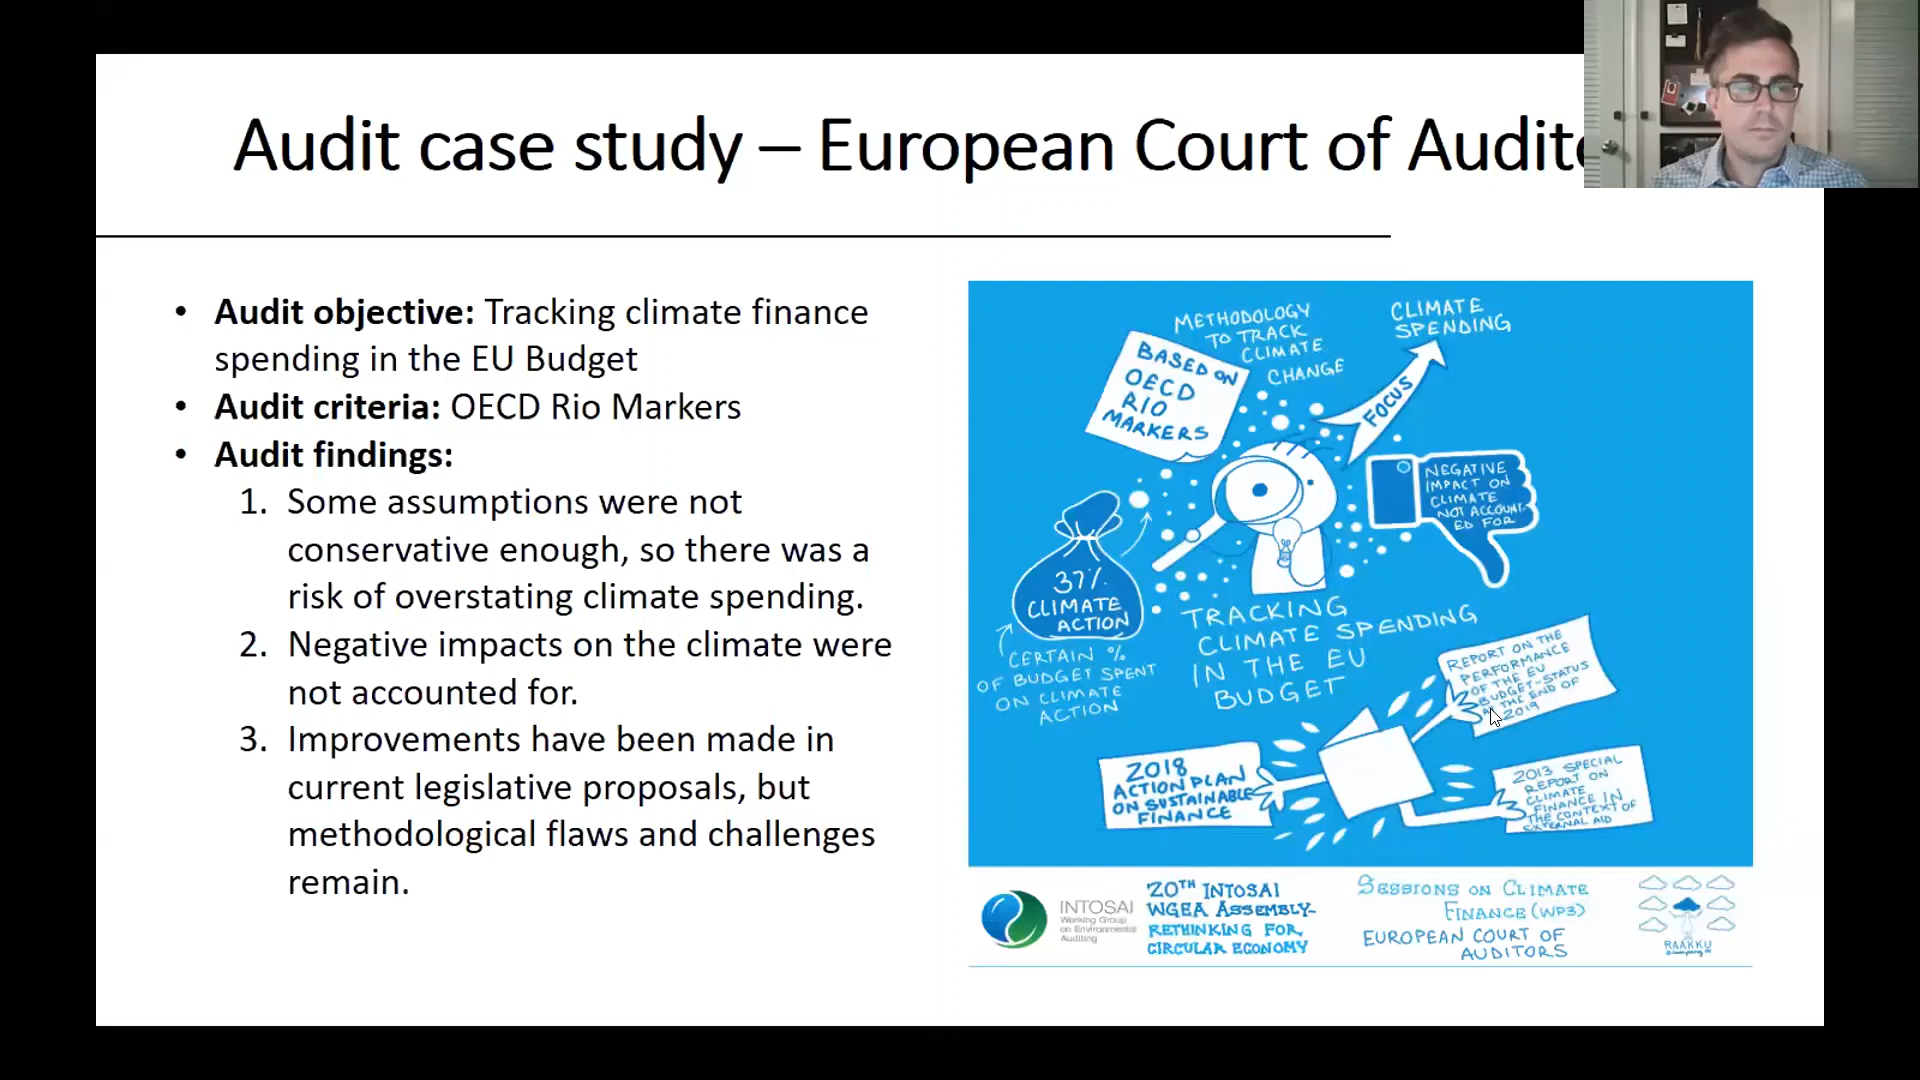 Audit case study – European Court of Audito
• Audit objective: Tracking climate finance
spending in the EU Budget
• Audit criteria: OECD Rio Markers
• Audit findings:
1. Some assumptions were not
conservative enough, so there was a
risk of overstating climate spending.
2. Negative impacts on the climate were
not accounted for.
3. Improvements have been made in
current legislative proposals, but
methodological flaws and challenges
remain.
METHODOLOGY
TO TRACK
CLIMATE
CHANGE
CLIMATE
SPENDING
BASED ON
OECD
RIO
MARKERS
FOCUS
NEGATIVE
IMPACT ON
CLIMATE
NOT ACCOUNT-
ED FOR
37%
CLIMATE
ACTION
CERTAIN %
OF BUDGET SPENT
ON CLIMATE
ACTION
TRACKING
CLIMATE SPENDING
IN THE EU
BUDGET
REPORT ON THE
PERFORMANCE
OF THE EU
BUDGET-STATUS
THE END OF
2019
2018
ACTION PLAN
ON SUSTAINABLE
FINANCE
2013 SPECIAL
REPORT ON
CLIMATE
FINANCE IN
THE CONTEXT OF
EXTERNAL AID
INTOSAI
Working Group
on Environmental
Auditing
20TH INTOSAI
WGEA ASSEMBLY-
RETHINKING FOR
CIRCULAR ECONOMY
SESSIONS ON CLIMATE
FINANCE (WP3)
EUROPEAN COURT OF
AUDITORS
RAAKKU